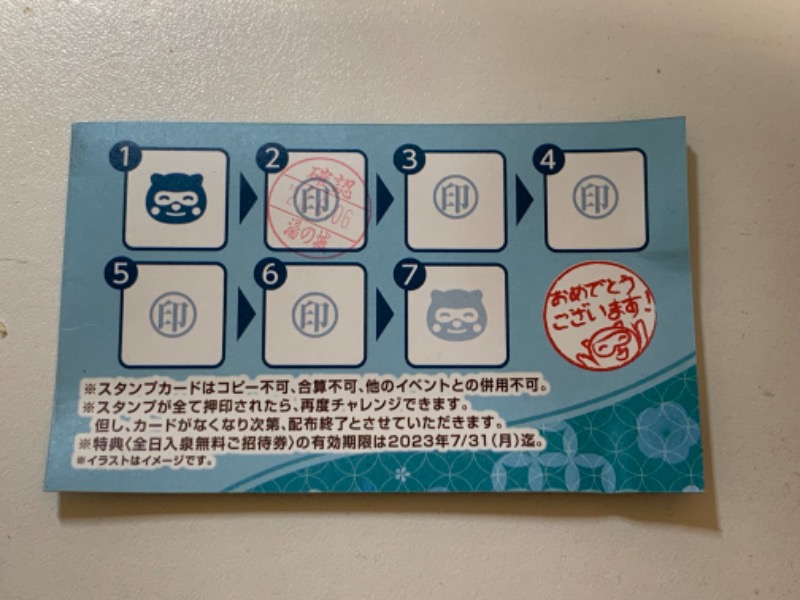 1 2 3 4
印 印 印
確認
06
湯の城
5 6 7
印 印
おめでとう
ございます!
※スタンプカードはコピー不可、合算不可、他のイベントとの併用不可。
※スタンプが全て押印されたら、再度チャレンジできます。
但し、カードがなくなり次第、配布終了とさせていただきます。
※特典〈全日入泉無料ご招待券〉の有効期限は2023年7/31(月)迄。
※イラストはイメージです。